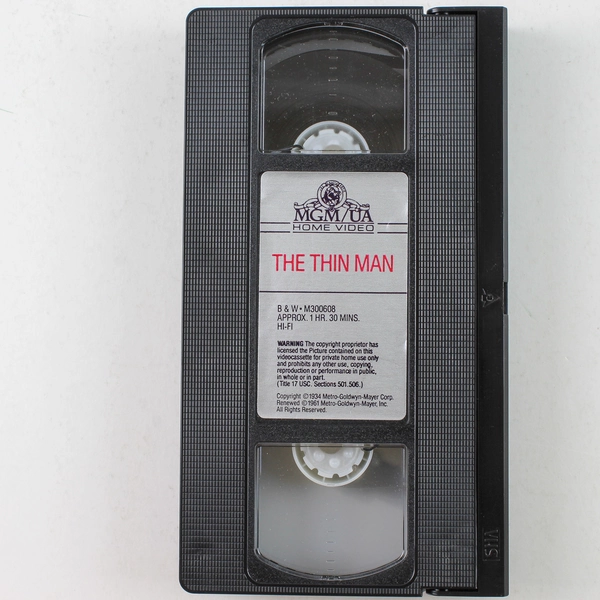 MGM/UA
HOME VIDEO
THE THIN MAN
B & W • M300608
APPROX. 1 HR. 30 MINS.
HI-FI
WARNING The copyright proprietor has
licensed the Picture contained on this
videocassette for private home use only
and prohibits any other use, copying,
reproduction or performance in public,
in whole or in part.
(Title 17 USC. Sections 501.506.)
Copyright ©1934 Metro-Goldwyn-Mayer Corp.
Renewed ©1961 Metro-Goldwyn-Mayer, Inc.
All Rights Reserved.
VHS